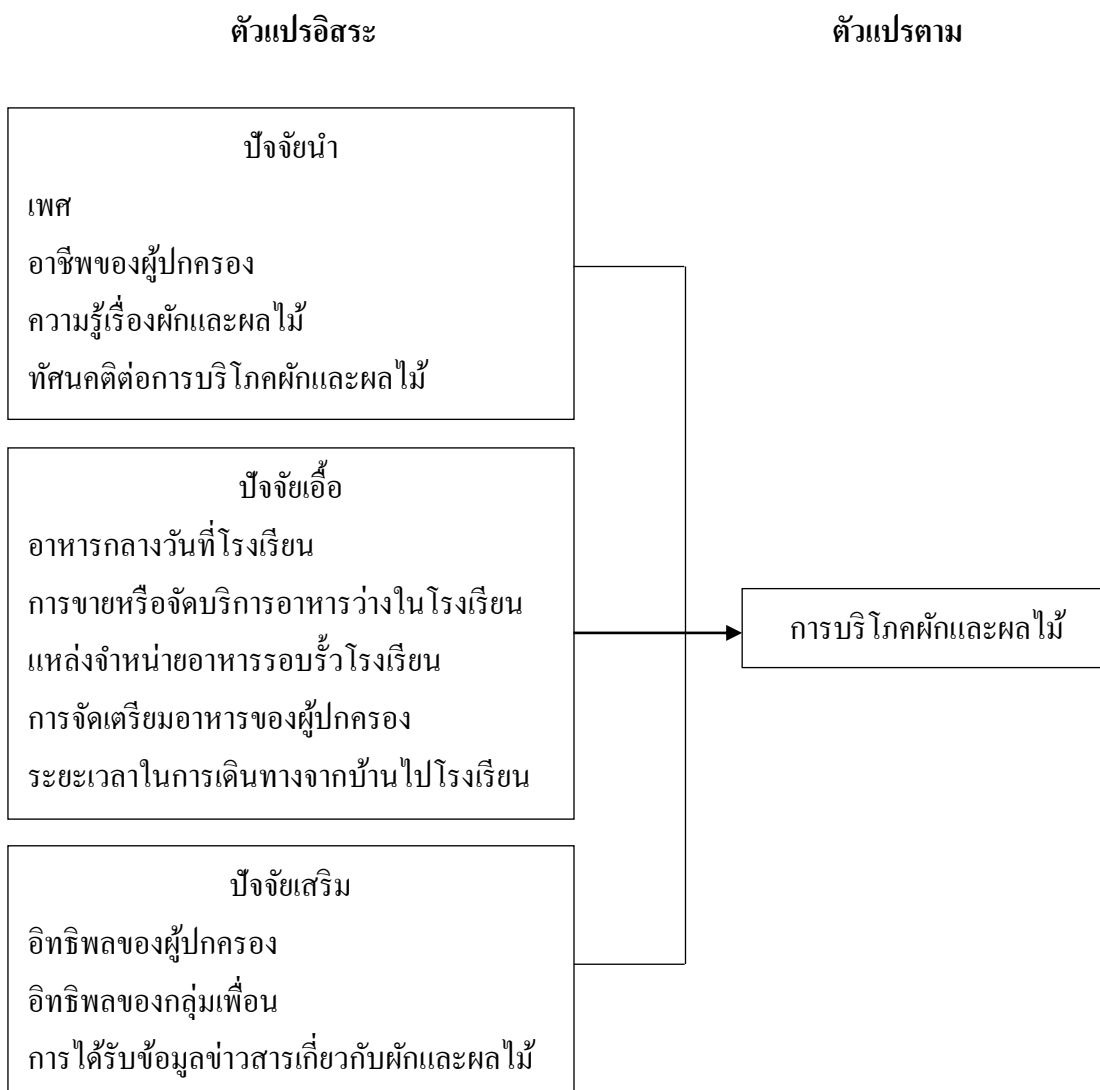 ตัวแปรอิสระ
ตัวแปรตาม
ปัจจัยนำ
เพศ
อาชีพของผู้ปกครอง
ความรู้เรื่องผักและผลไม้
ทัศนคติต่อการบริโภคผักและผลไม้
ปัจจัยเอื้อ
อาหารกลางวันที่โรงเรียน
การขายหรือจัดบริการอาหารว่างในโรงเรียน
แหล่งจำหน่ายอาหารรอบรั้วโรงเรียน
การจัดเตรียมอาหารของผู้ปกครอง
ระยะเวลาในการเดินทางจากบ้านไปโรงเรียน
ปัจจัยเสริม
อิทธิพลของผู้ปกครอง
อิทธิพลของกลุ่มเพื่อน
การได้รับข้อมูลข่าวสารเกี่ยวกับผักและผลไม้
การบริโภคผักและผลไม้